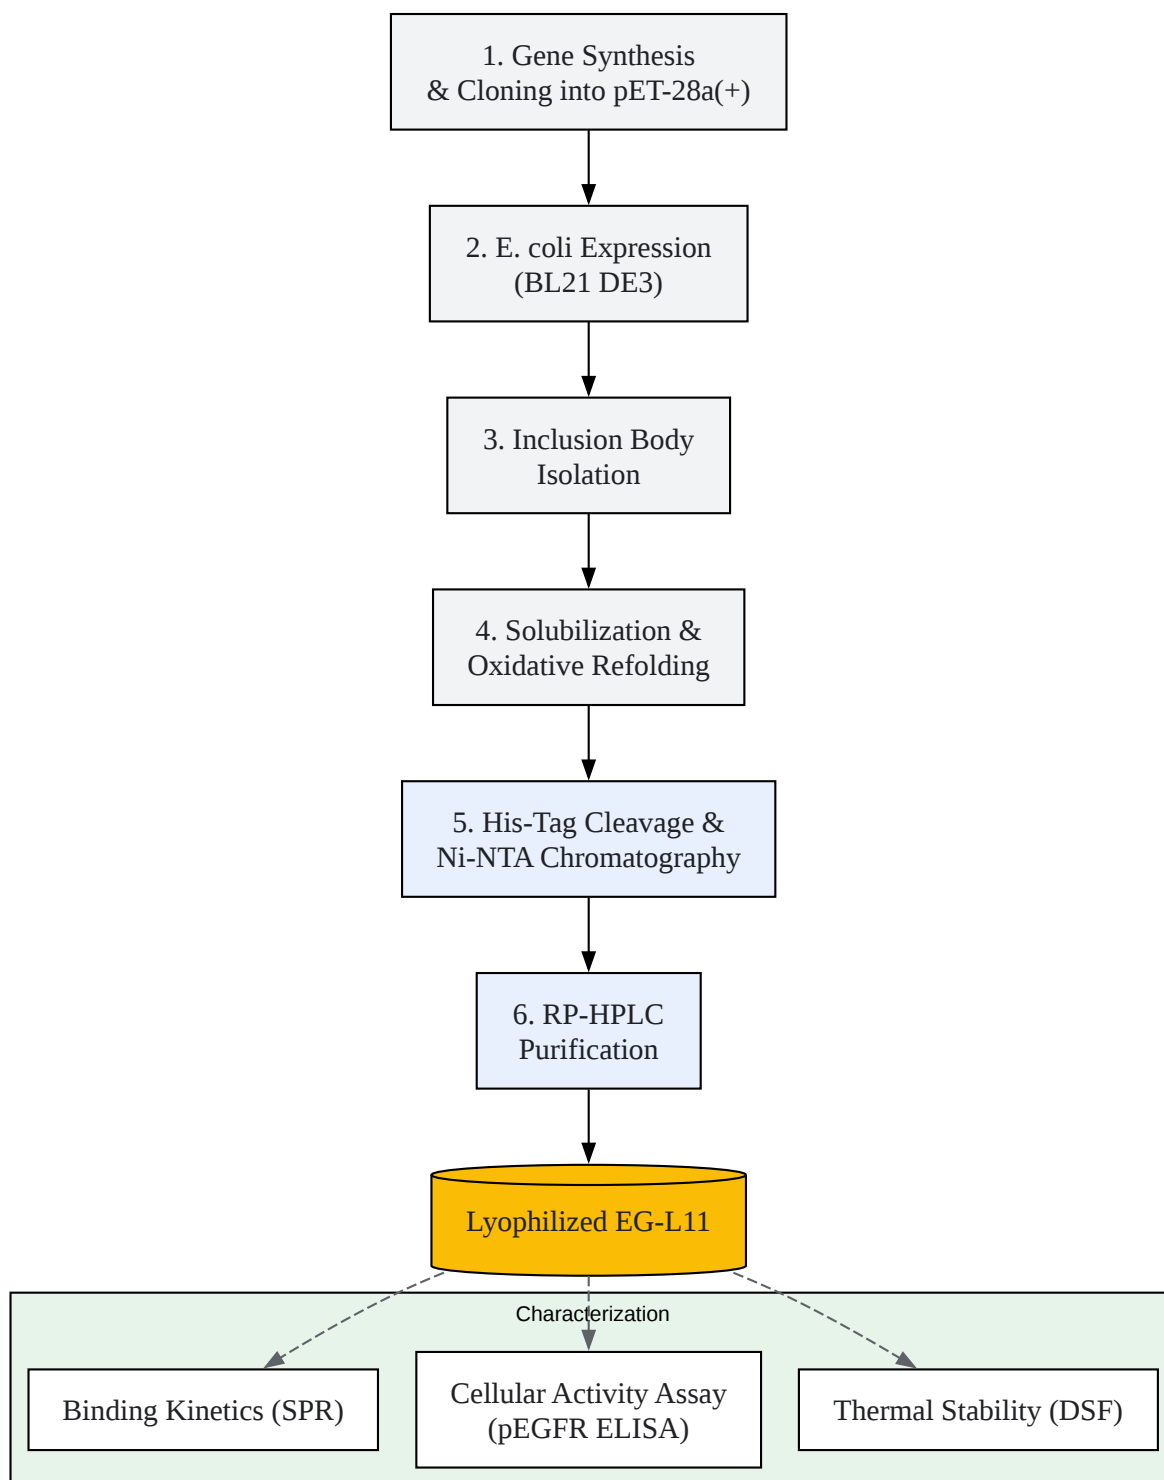 1. Gene Synthesis
& Cloning into pET-28a(+)
2. E. coli Expression
(BL21 DE3)
3. Inclusion Body
Isolation
4. Solubilization &
Oxidative Refolding
5. His-Tag Cleavage &
Ni-NTA Chromatography
6. RP-HPLC
Purification
Lyophilized EG-L11
Characterization
Binding Kinetics (SPR)
Cellular Activity Assay
(pEGFR ELISA)
Thermal Stability (DSF)